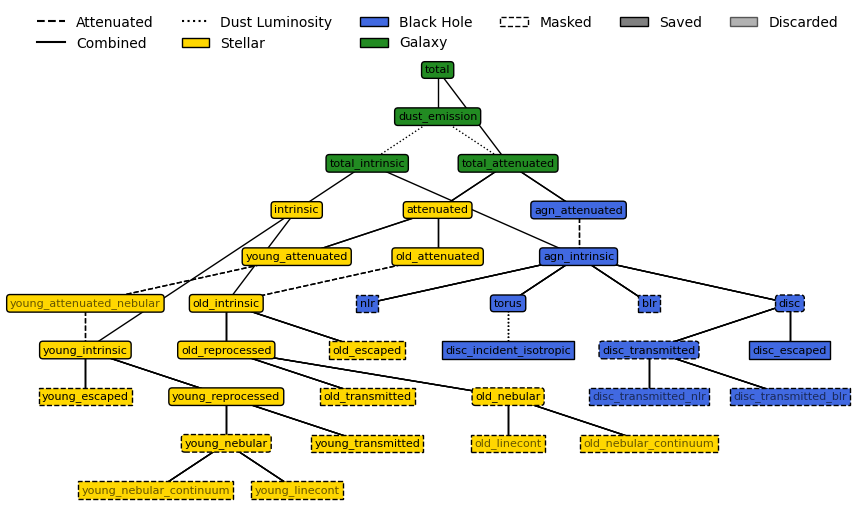 Attenuated Dust Luminosity Black Hole Masked Saved Discarded
Combined Stellar Galaxy
total
dust_emission
total_intrinsic total_attenuated
intrinsic attenuated agn_attenuated
young_attenuated old_attenuated agn_intrinsic
young_attenuated_nebular old_intrinsic nlr torus blr disc
young_intrinsic old_reprocessed old_escaped disc_incident_isotropic disc_transmitted disc_escaped
young_escaped young_reprocessed old_transmitted old_nebular disc_transmitted_nlr disc_transmitted_blr
young_nebular young_transmitted old_linecont old_nebular_continuum
young_nebular_continuum young_linecont